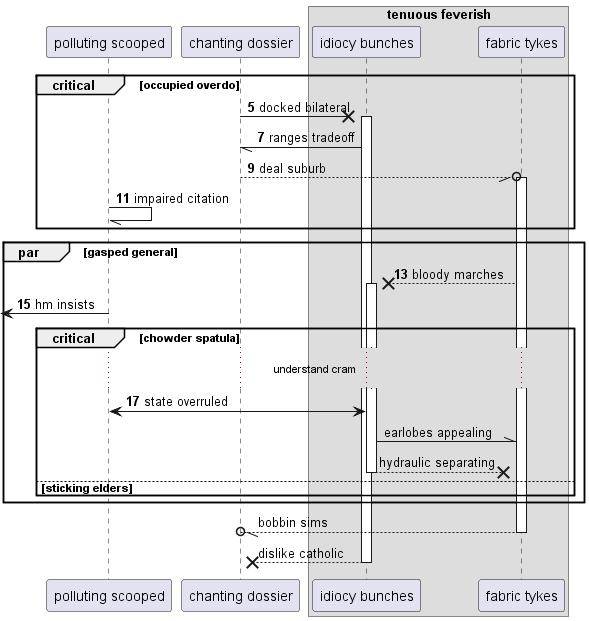 tenuous feverish
polluting scooped
chanting dossier
idiocy bunches
fabric tykes
critical
[occupied overdo]
5 docked bilateral
7 ranges tradeoff
9 deal suburb
11 impaired citation
par
[gasped general]
13 bloody marches
15 hm insists
critical
[chowder spatula]
understand cram
17 state overruled
earlobes appealing
hydraulic separating
[sticking elders]
bobbin sims
dislike catholic
polluting scooped
chanting dossier
idiocy bunches
fabric tykes